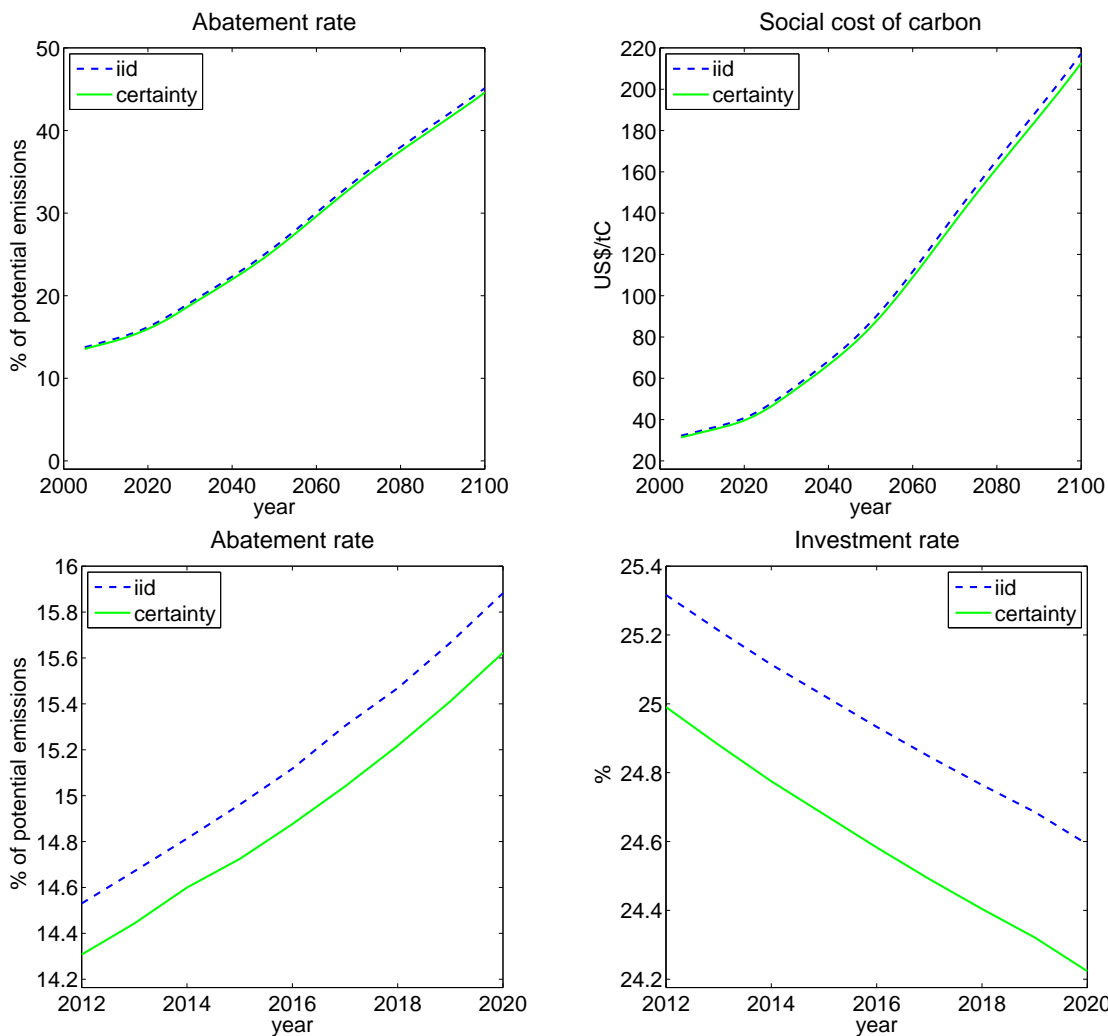 Abatement rate
50
40
30
20
10
0
% of potential emissions
iid
certainty
2000 2020 2040 2060 2080 2100
year
Social cost of carbon
220
200
180
160
140
120
100
80
60
40
20
US$/tC
iid
certainty
2000 2020 2040 2060 2080 2100
year
Abatement rate
16
15.8
15.6
15.4
15.2
15
14.8
14.6
14.4
14.2
% of potential emissions
iid
certainty
2012 2014 2016 2018 2020
year
Investment rate
25.4
25.2
25
24.8
24.6
24.4
24.2
%
iid
certainty
2012 2014 2016 2018 2020
year